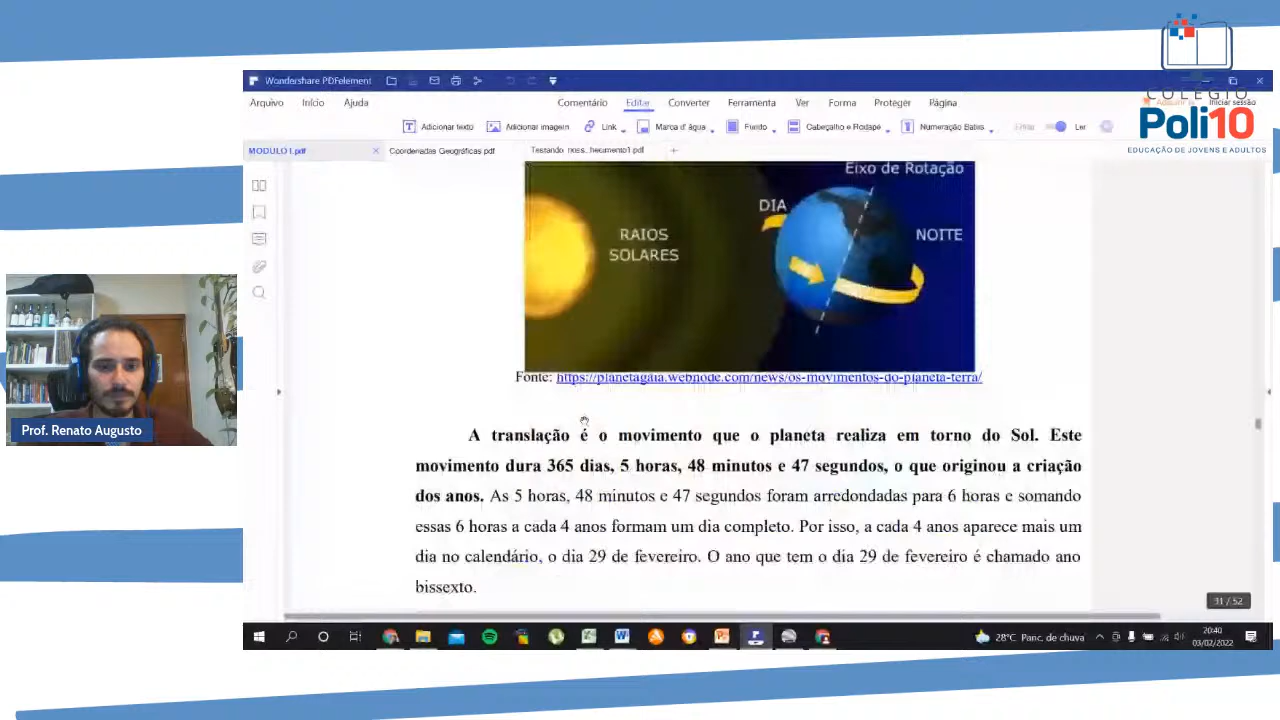 COLÉGIO
Poli10
EDUCAÇÃO DE JOVENS E ADULTOS
Wondershare PDFelement
Arquivo Início Ajuda Comentário Editar Converter Ferramenta Ver Forma Proteger Página Iniciar sessão
Adicionar texto Adicionar imagem Link Marca d' água Fundo Cabeçalho e Rodapé Numeração Bates Editar Ler
MODULO I.pdf Coordenadas Geográficas.pdf
Eixo de Rotação
DIA
RAIOS
SOLARES
NOITE
Fonte: https://planetagaia.webnode.com/news/os-movimentos-do-planeta-terra/
A translação é o movimento que o planeta realiza em torno do Sol. Este
movimento dura 365 dias, 5 horas, 48 minutos e 47 segundos, o que originou a criação
dos anos. As 5 horas, 48 minutos e 47 segundos foram arredondadas para 6 horas e somando
essas 6 horas a cada 4 anos formam um dia completo. Por isso, a cada 4 anos aparece mais um
dia no calendário, o dia 29 de fevereiro. O ano que tem o dia 29 de fevereiro é chamado ano
bissexto.
31 / 52
Prof. Renato Augusto
28°C Panc. de chuva
20:40
03/02/2022